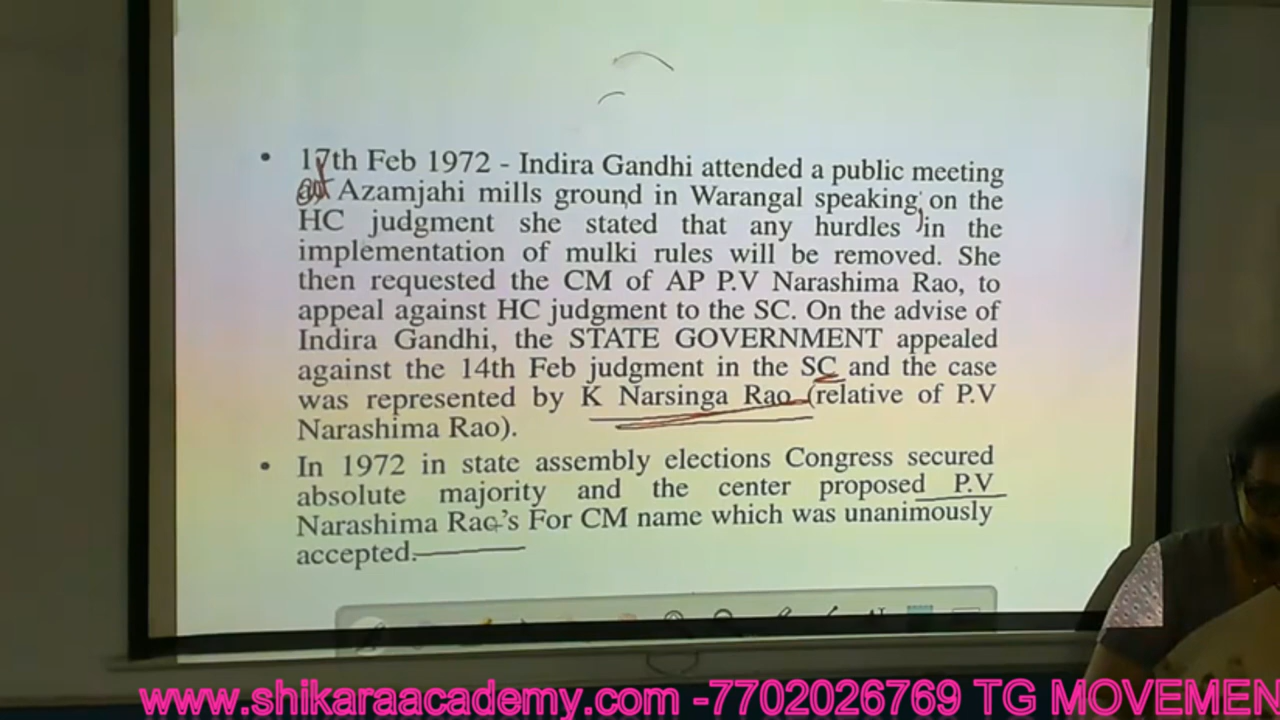 • 17th Feb 1972 - Indira Gandhi attended a public meeting
@ Azamjahi mills ground in Warangal speaking on the
HC judgment she stated that any hurdles in the
implementation of mulki rules will be removed. She
then requested the CM of AP P.V Narashima Rao, to
appeal against HC judgment to the SC. On the advise of
Indira Gandhi, the STATE GOVERNMENT appealed
against the 14th Feb judgment in the SC and the case
was represented by K Narsinga Rao (relative of P.V
Narashima Rao).
• In 1972 in state assembly elections Congress secured
absolute majority and the center proposed P.V
Narashima Rao's For CM name which was unanimously
accepted.
www.shikaraacademy.com -7702026769 TG MOVEMEN